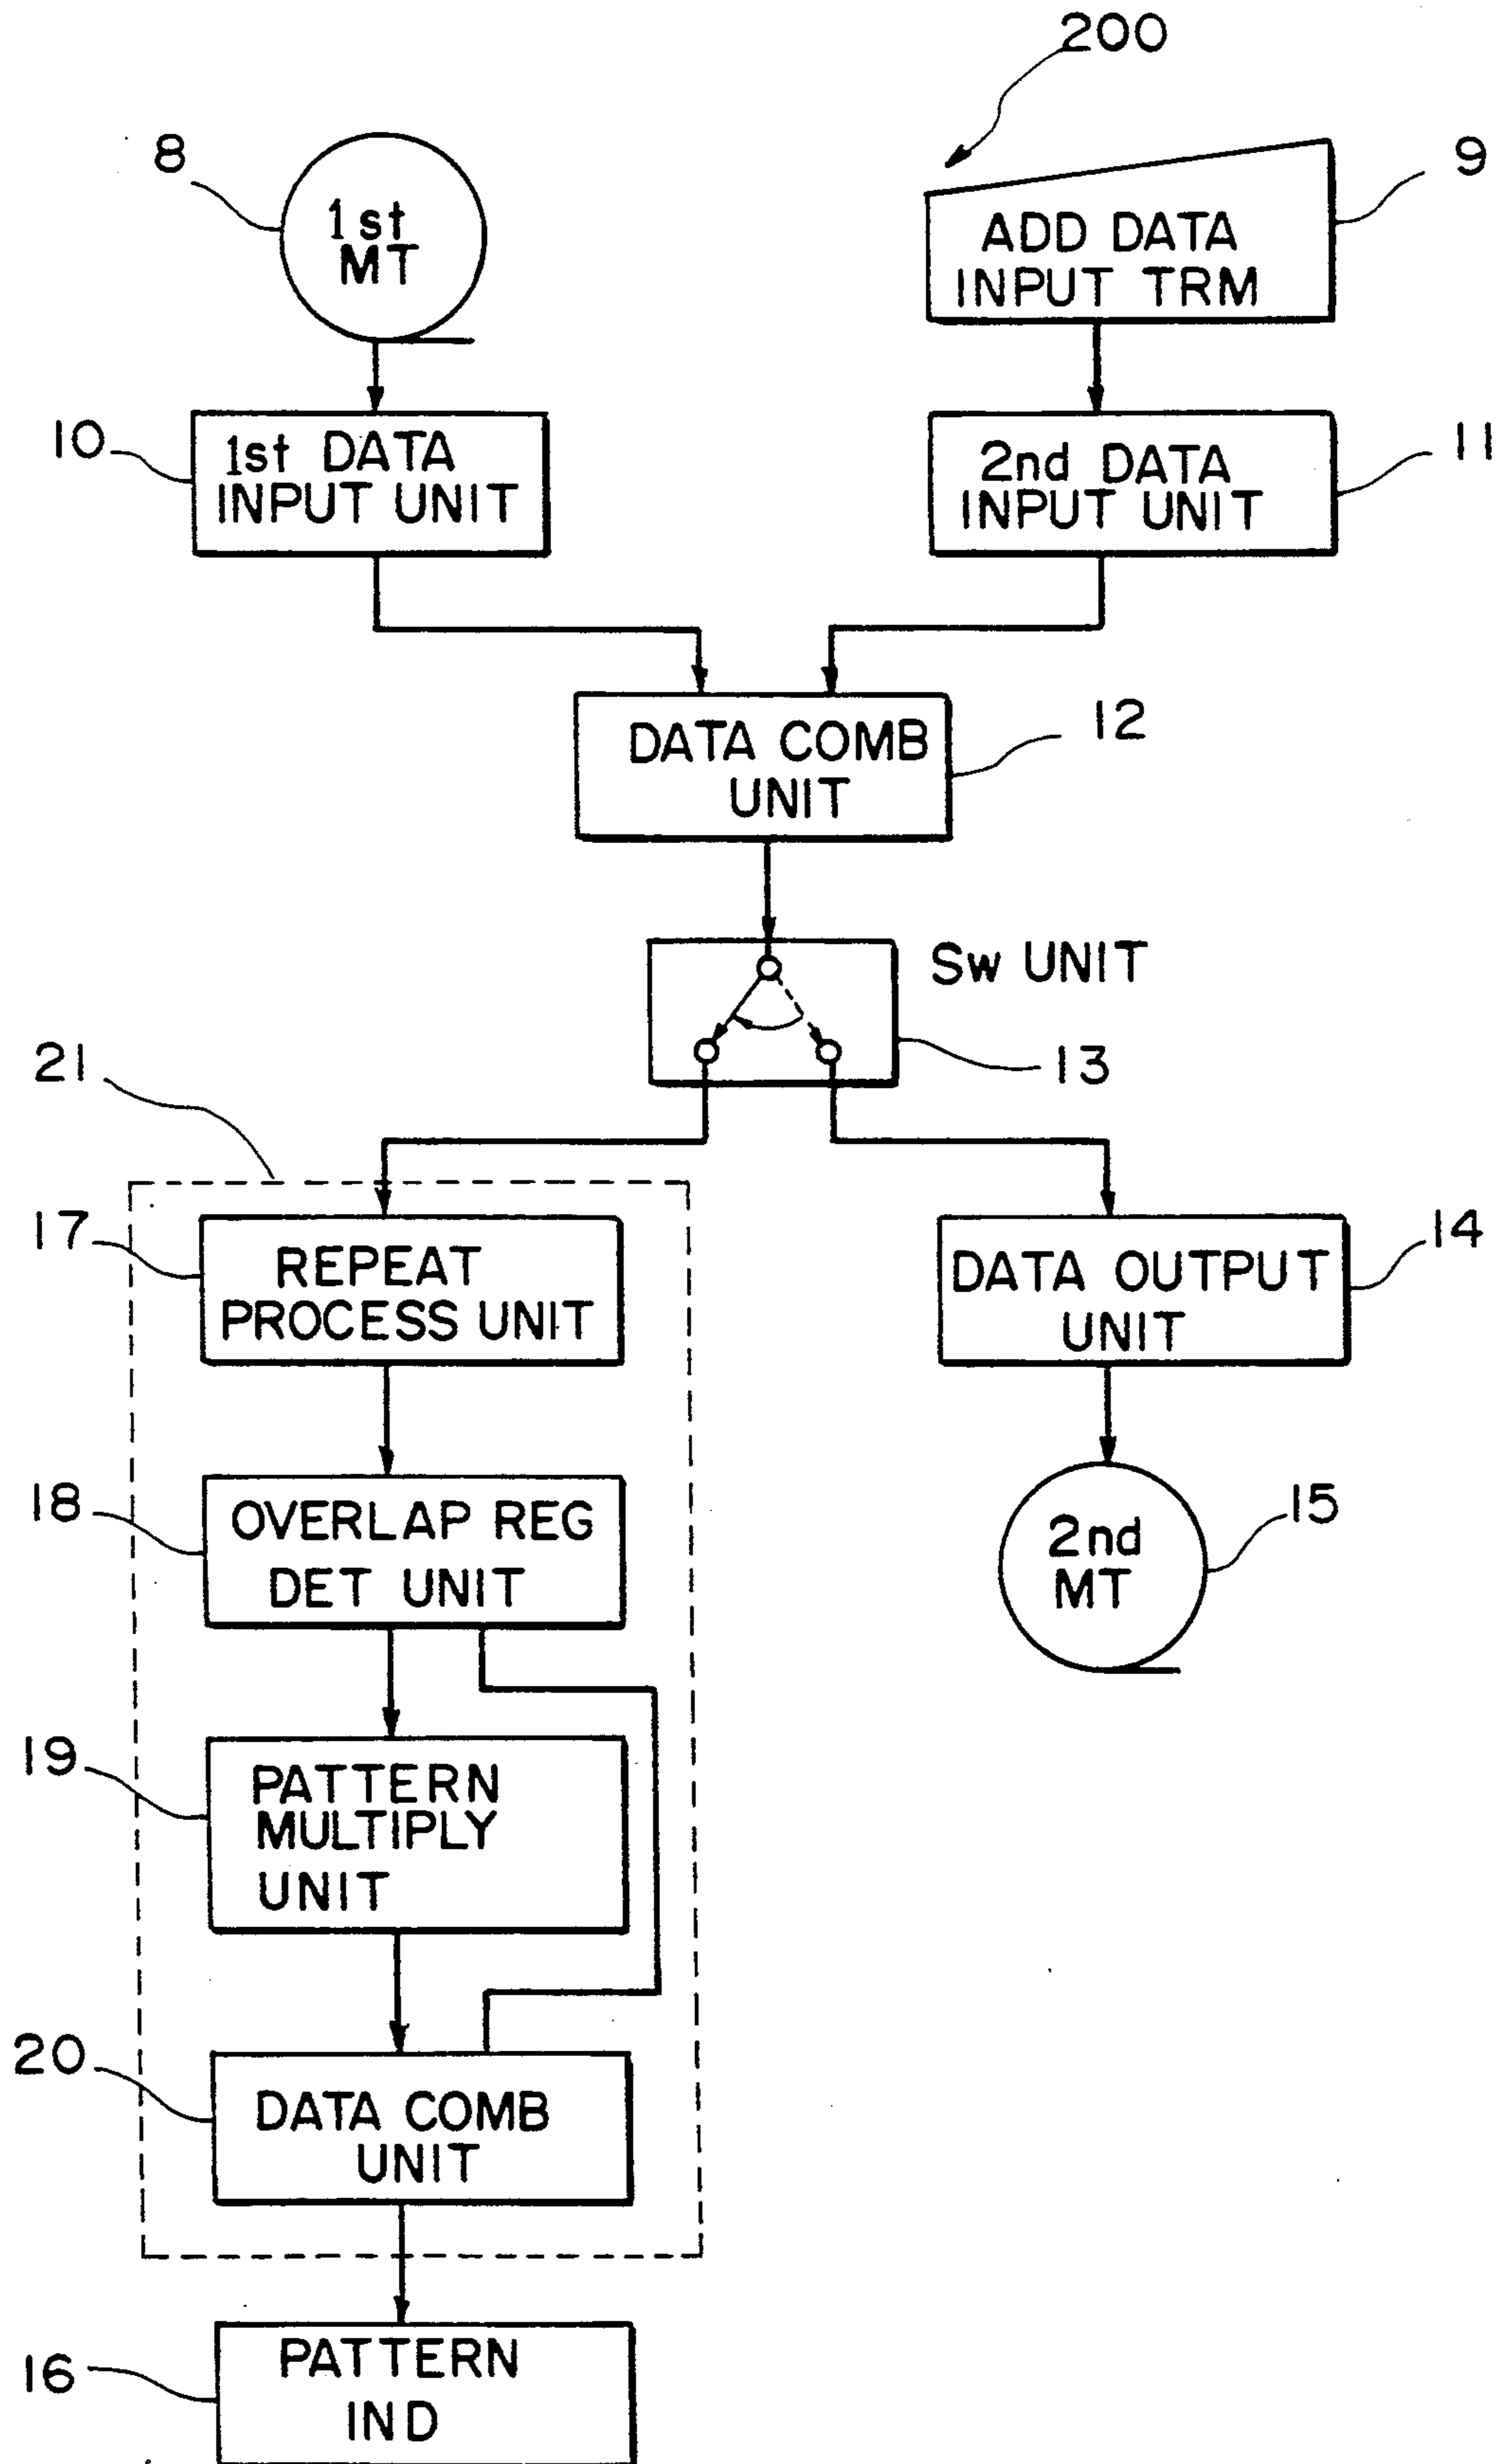 200
8
1st
MT
9
ADD DATA
INPUT TRM
10
1st DATA
INPUT UNIT
11
2nd DATA
INPUT UNIT
12
DATA COMB
UNIT
Sw UNIT
13
21
17
REPEAT
PROCESS UNIT
14
DATA OUTPUT
UNIT
18
OVERLAP REG
DET UNIT
15
2nd
MT
19
PATTERN
MULTIPLY
UNIT
20
DATA COMB
UNIT
16
PATTERN
IND